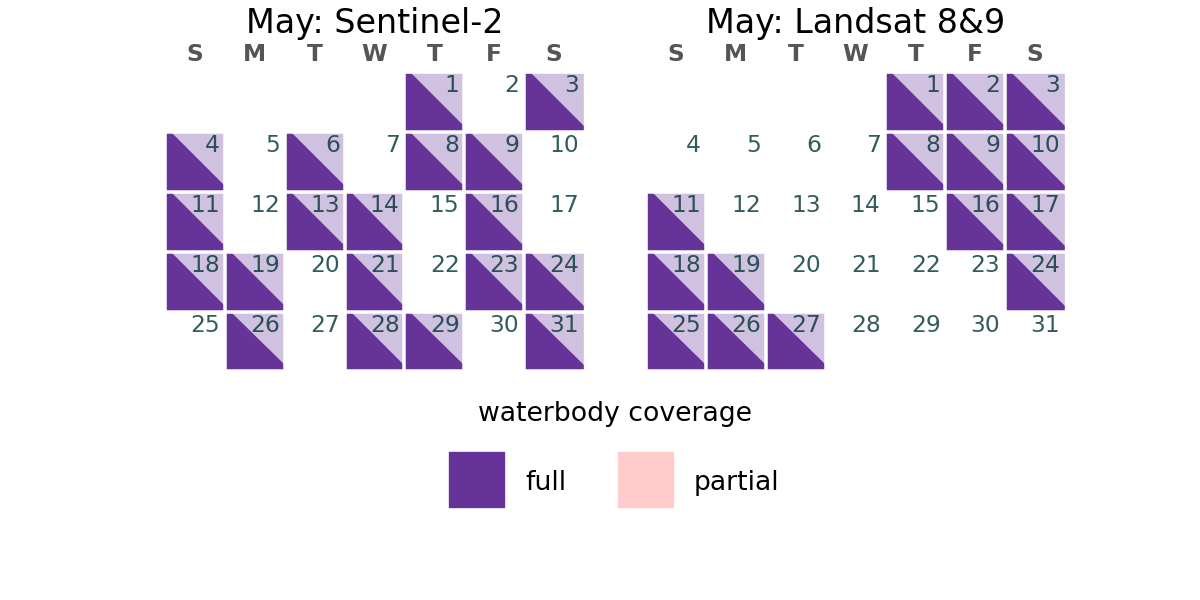 May: Sentinel-2
S M T W T F S
1 2 3
4 5 6 7 8 9 10
11 12 13 14 15 16 17
18 19 20 21 22 23 24
25 26 27 28 29 30 31
May: Landsat 8&9
S M T W T F S
1 2 3
4 5 6 7 8 9 10
11 12 13 14 15 16 17
18 19 20 21 22 23 24
25 26 27 28 29 30 31
waterbody coverage
full partial